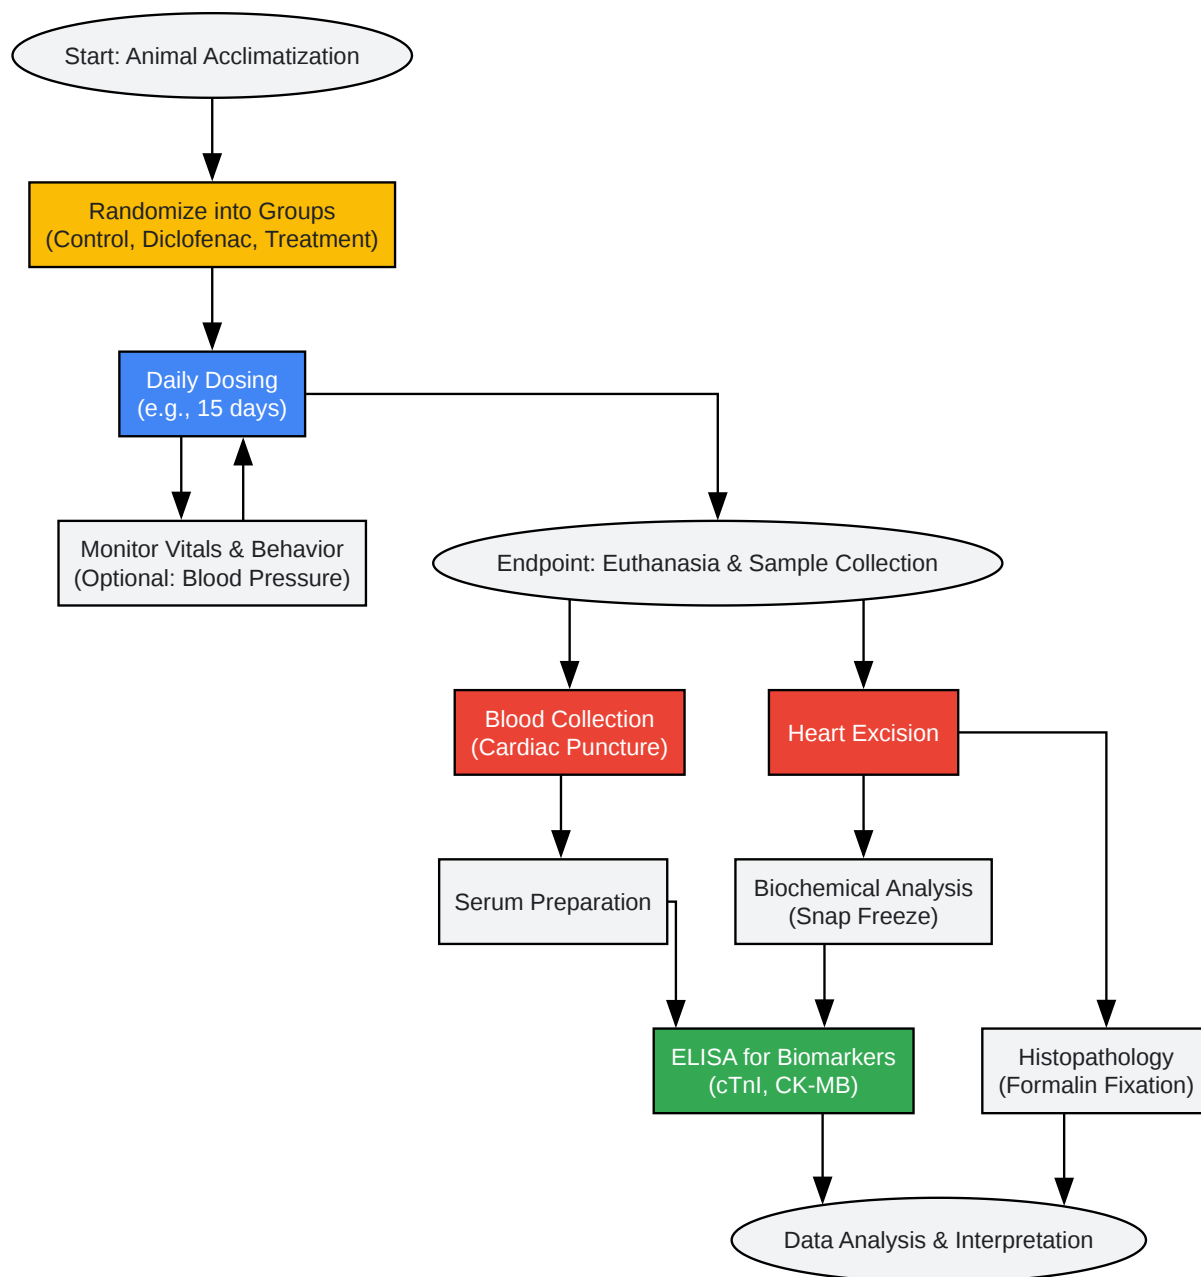 Start: Animal Acclimatization
Randomize into Groups
(Control, Diclofenac, Treatment)
Daily Dosing
(e.g., 15 days)
Monitor Vitals & Behavior
(Optional: Blood Pressure)
Endpoint: Euthanasia & Sample Collection
Blood Collection
(Cardiac Puncture)
Heart Excision
Serum Preparation
Biochemical Analysis
(Snap Freeze)
ELISA for Biomarkers
(cTnI, CK-MB)
Histopathology
(Formalin Fixation)
Data Analysis & Interpretation